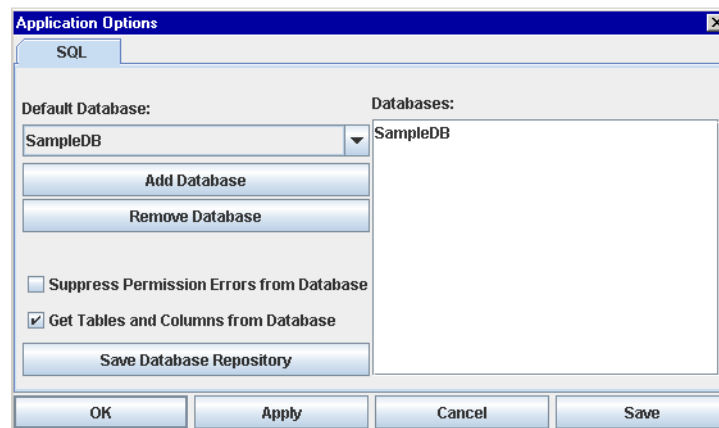 Application Options
SQL
Default Database:
SampleDB
Add Database
Remove Database
Suppress Permission Errors from Database
Get Tables and Columns from Database
Save Database Repository
Databases:
SampleDB
OK
Apply
Cancel
Save